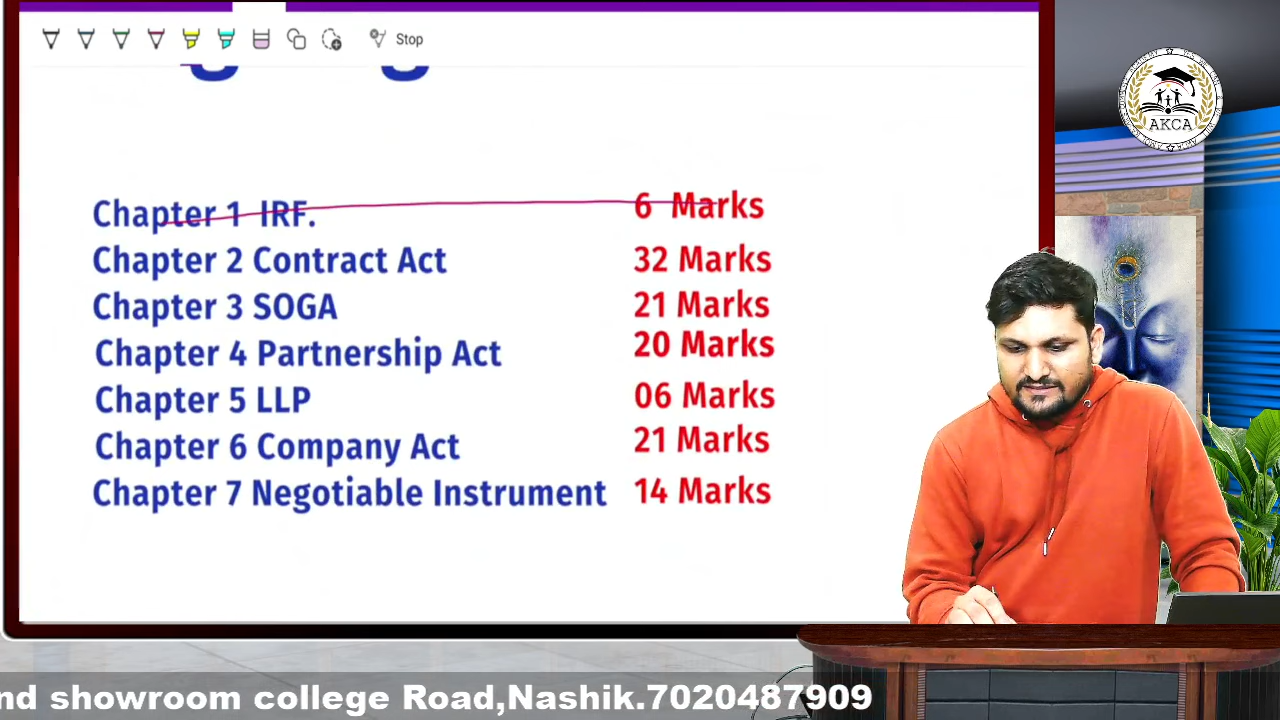 Stop
AKCA
Chapter 1 IRF. 6 Marks
Chapter 2 Contract Act 32 Marks
Chapter 3 SOGA 21 Marks
Chapter 4 Partnership Act 20 Marks
Chapter 5 LLP 06 Marks
Chapter 6 Company Act 21 Marks
Chapter 7 Negotiable Instrument 14 Marks
showroom college Road,Nashik.7020487909